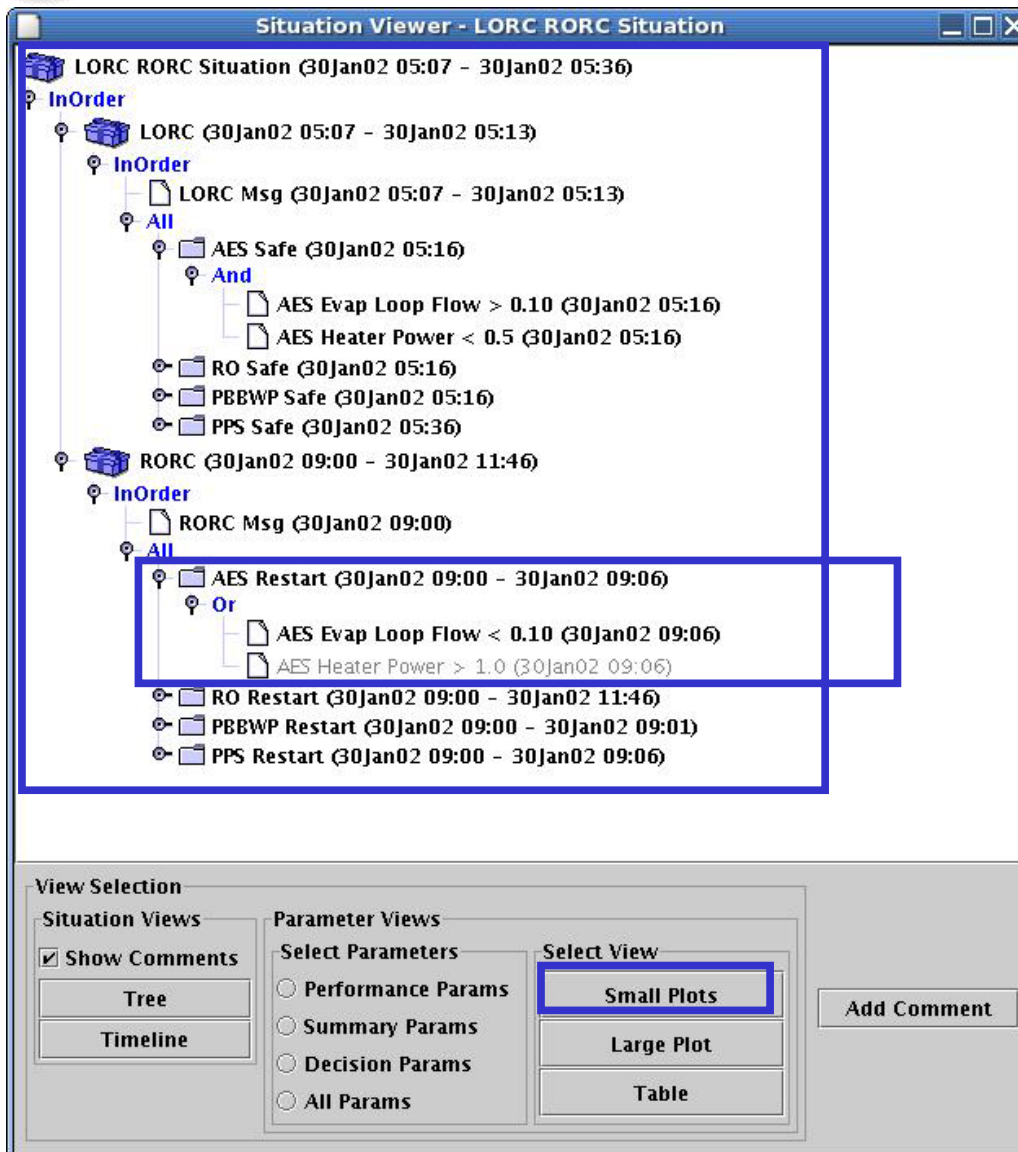 Situation Viewer - LORC RORC Situation
LORC RORC Situation (30Jan02 05:07 - 30Jan02 05:36)
InOrder
LORC (30Jan02 05:07 - 30Jan02 05:13)
InOrder
LORC Msg (30Jan02 05:07 - 30Jan02 05:13)
All
AES Safe (30Jan02 05:16)
And
AES Evap Loop Flow > 0.10 (30Jan02 05:16)
AES Heater Power < 0.5 (30Jan02 05:16)
RO Safe (30Jan02 05:16)
PBBWP Safe (30Jan02 05:16)
PPS Safe (30Jan02 05:36)
RORC (30Jan02 09:00 - 30Jan02 11:46)
InOrder
RORC Msg (30Jan02 09:00)
All
AES Restart (30Jan02 09:00 - 30Jan02 09:06)
Or
AES Evap Loop Flow < 0.10 (30Jan02 09:06)
AES Heater Power > 1.0 (30Jan02 09:06)
RO Restart (30Jan02 09:00 - 30Jan02 11:46)
PBBWP Restart (30Jan02 09:00 - 30Jan02 09:01)
PPS Restart (30Jan02 09:00 - 30Jan02 09:06)
View Selection
Situation Views
Show Comments
Tree
Timeline
Parameter Views
Select Parameters
Performance Params
Summary Params
Decision Params
All Params
Select View
Small Plots
Large Plot
Table
Add Comment